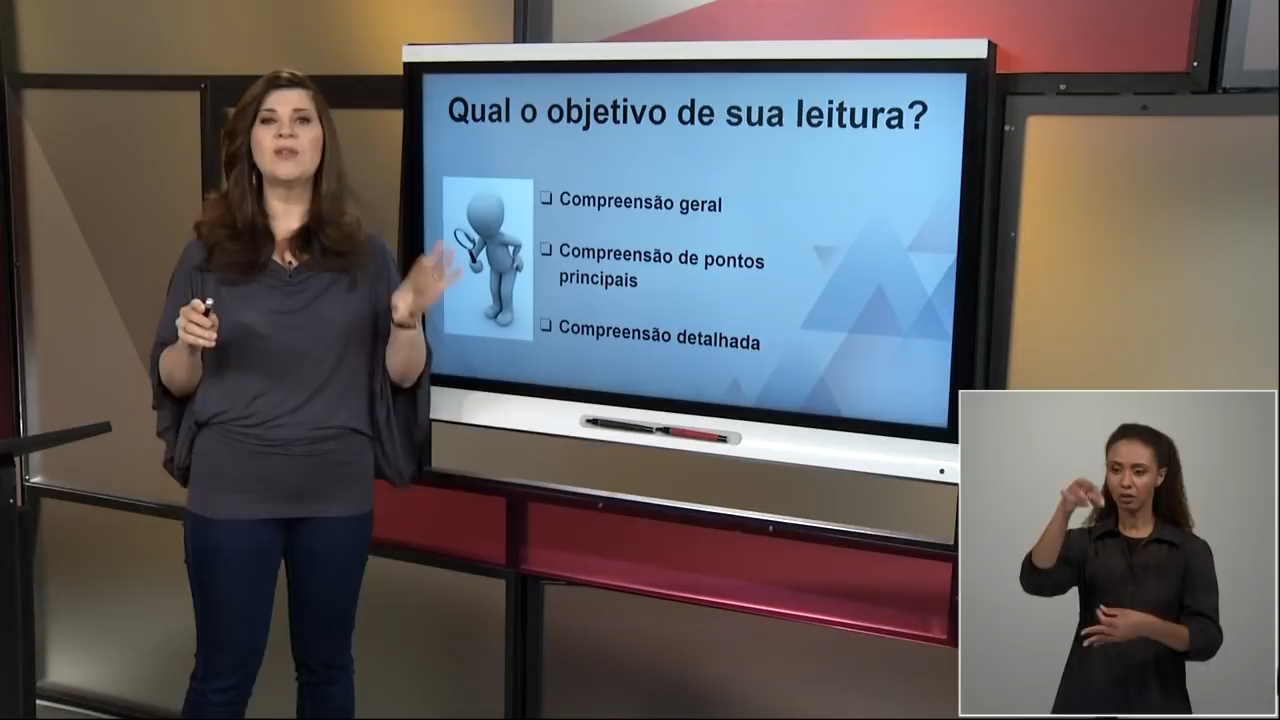 Qual o objetivo de sua leitura?
❑ Compreensão geral
❑ Compreensão de pontos
principais
❑ Compreensão detalhada